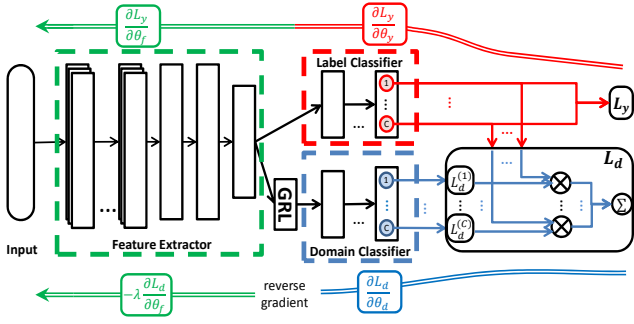 ∂L_y/∂θ_f
∂L_y/∂θ_y
Label Classifier
1
⋮
C
...
L_y
...
L_d
GRL
1
⋮
C
...
L_d^(1)
...
L_d^(C)
⊗
⊗
Σ
Input
Feature Extractor
Domain Classifier
-λ ∂L_d/∂θ_f
reverse
gradient
∂L_d/∂θ_d